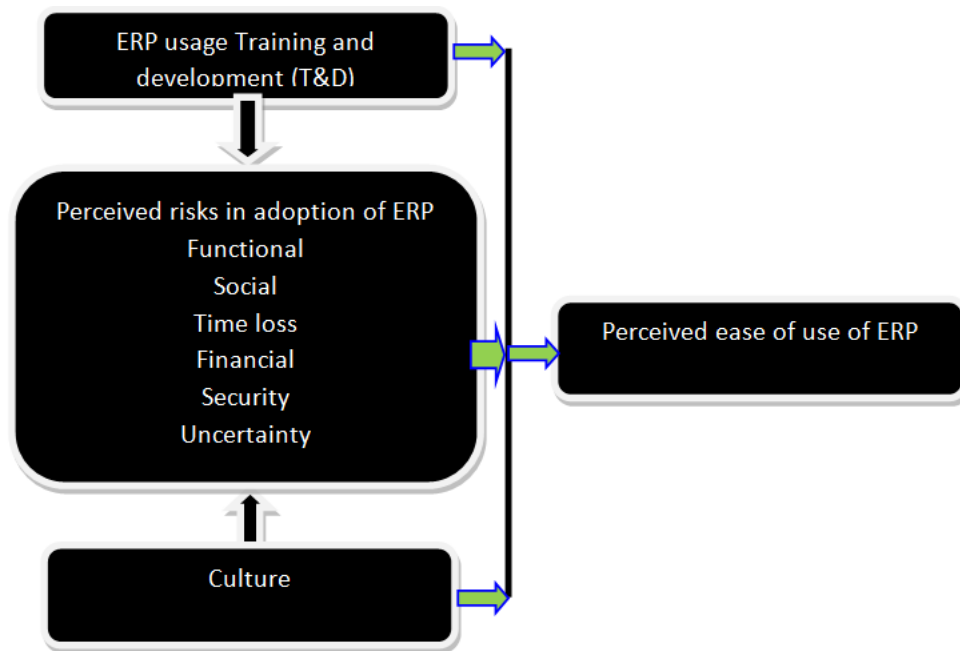 ERP usage Training and
development (T&D)
Perceived risks in adoption of ERP
Functional
Social
Time loss
Financial
Security
Uncertainty
Perceived ease of use of ERP
Culture